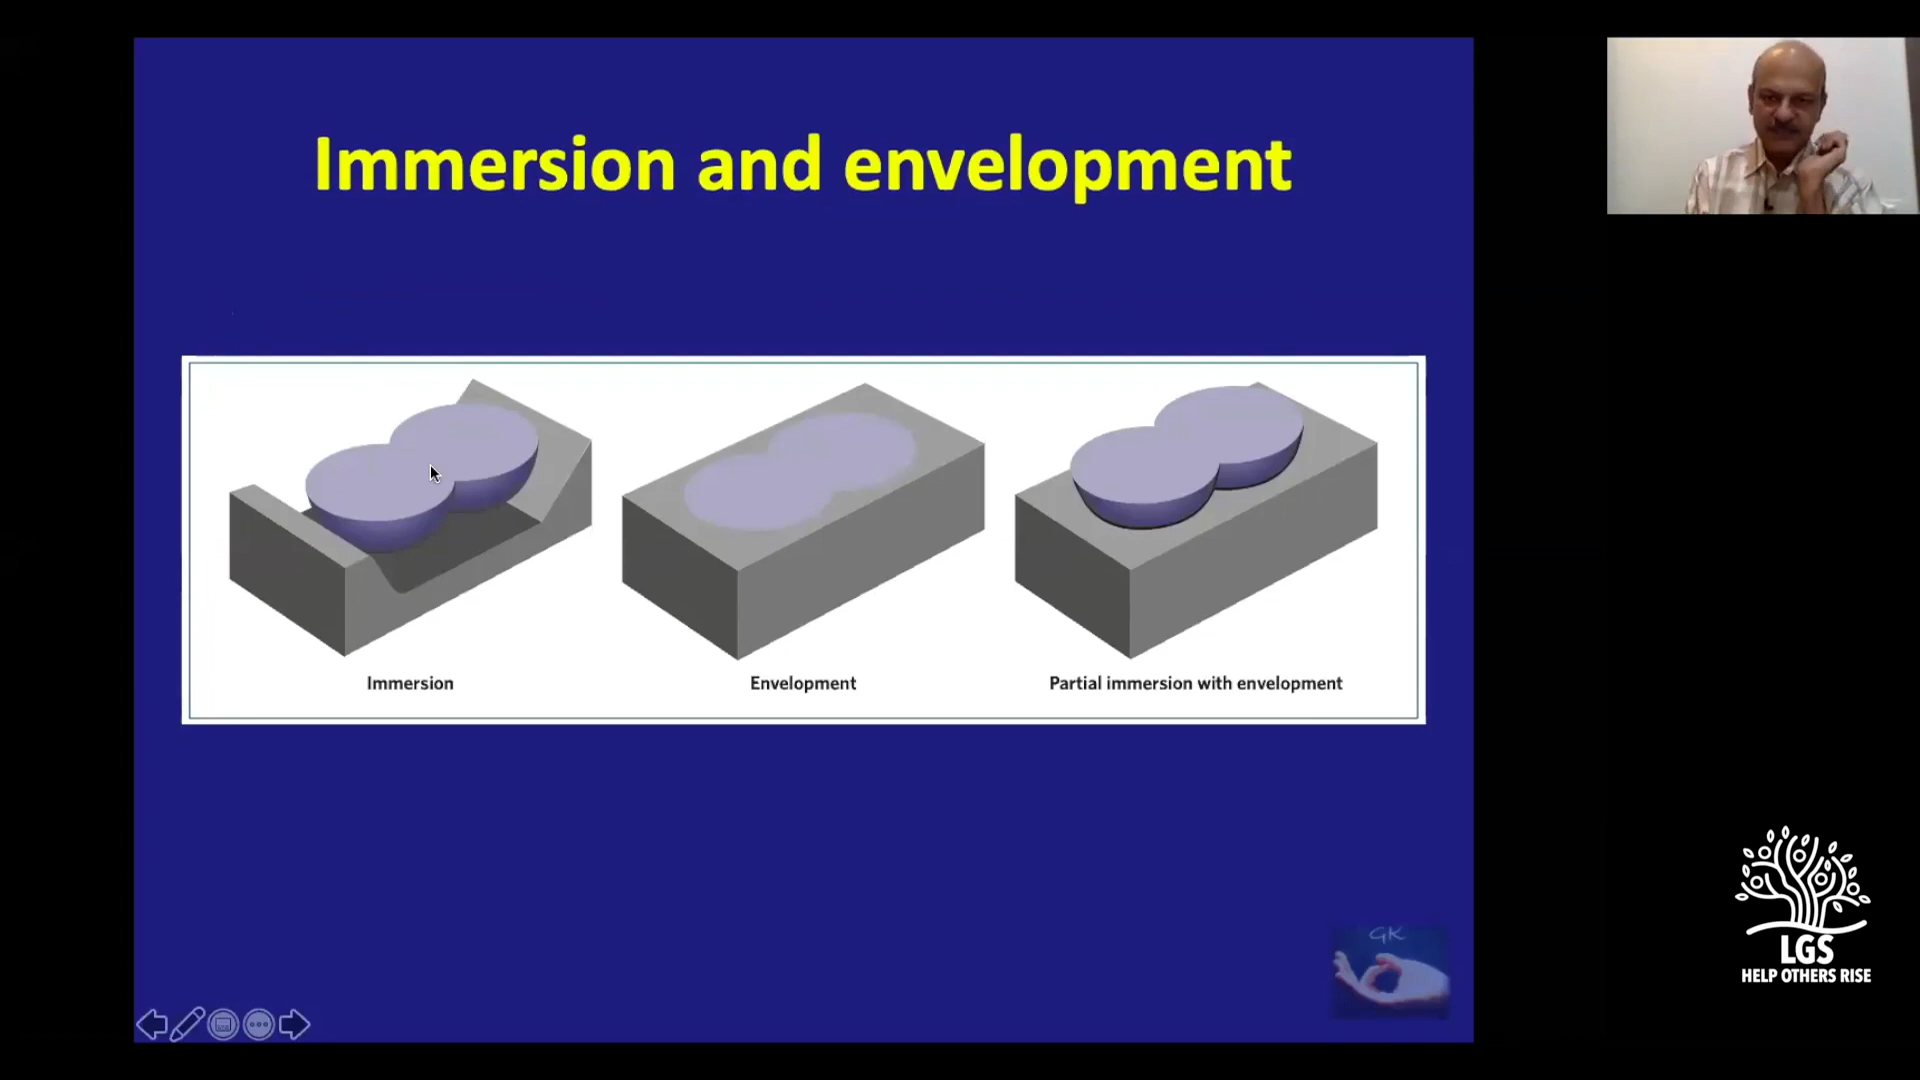 Immersion and envelopment
Immersion
Envelopment
Partial immersion with envelopment
GK
LGS
HELP OTHERS RISE